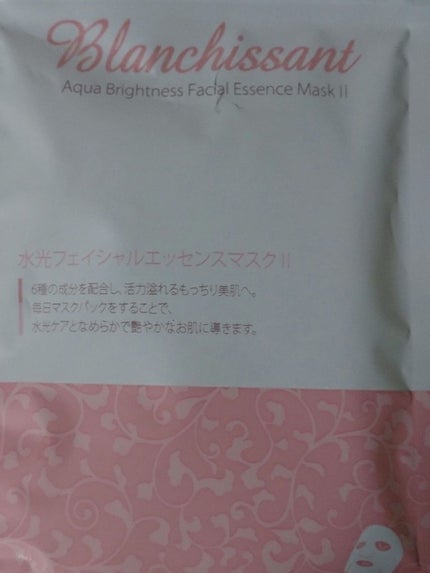 Blanchissant
Aqua Brightness Facial Essence Mask II
水光フェイシャルエッセンスマスクII
6種の成分を配合し、活力溢れるもっちり美肌へ。
毎日マスクパックをすることで、
水光ケアとなめらかで艶やかなお肌に導きます。